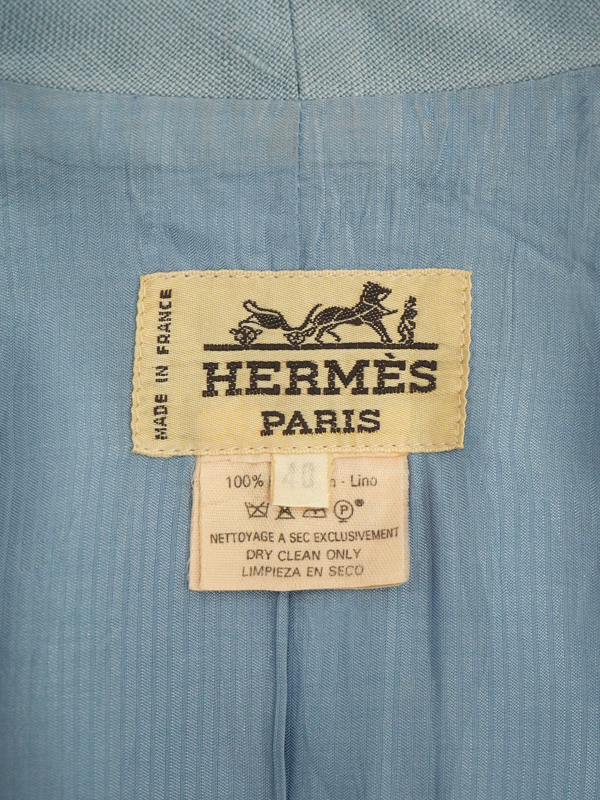 MADE IN FRANCE
HERMÈS
PARIS
40
100% - Lino
P
NETTOYAGE A SEC EXCLUSIVEMENT
DRY CLEAN ONLY
LIMPIEZA EN SECO